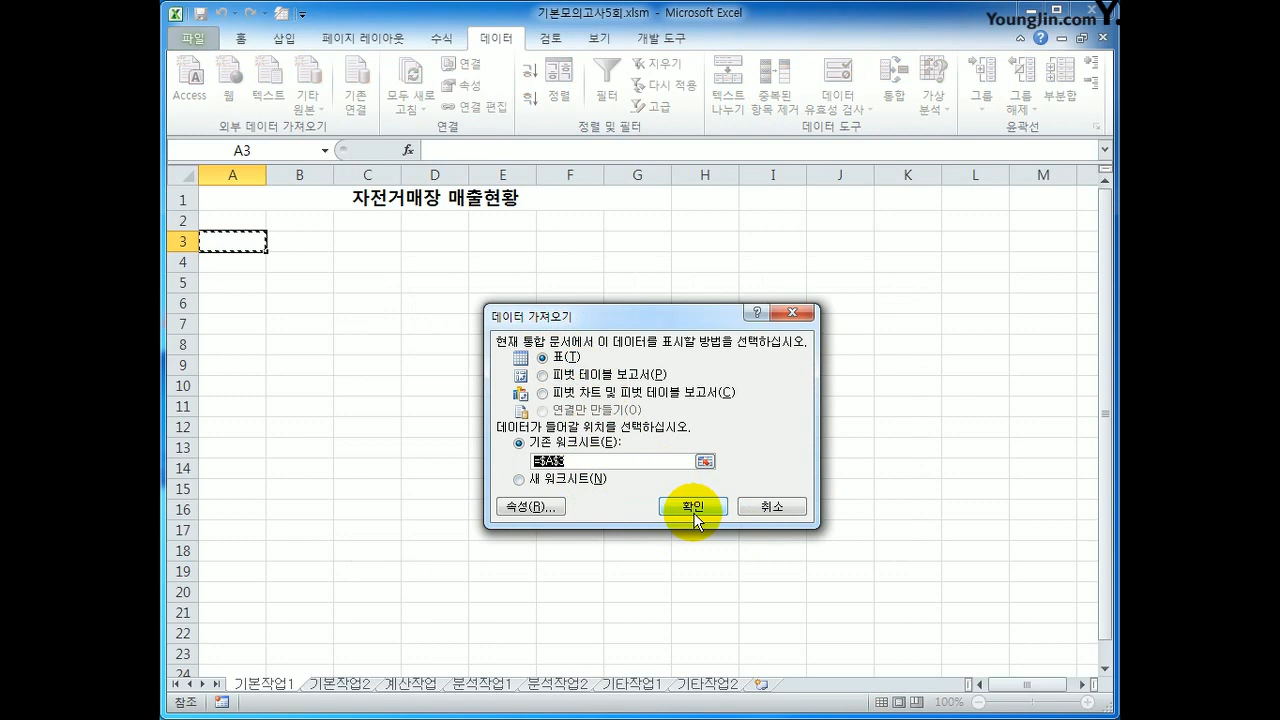 기본모의고사5회.xlsm - Microsoft Excel
YoungJin.com Y.
파일 홈 삽입 페이지 레이아웃 수식 데이터 검토 보기 개발 도구
Access 웹 텍스트 기타 원본 기존 연결 모두 새로 고침 연결 속성 연결 편집 정렬 필터 지우기 다시 적용 고급 텍스트 나누기 중복된 항목 제거 데이터 유효성 검사 통합 가상 분석 그룹 그룹 해제 부분합
외부 데이터 가져오기 연결 정렬 및 필터 데이터 도구 윤곽선
A3 fx
A B C D E F G H I J K L M
1 자전거매장 매출현황
2
3
4
5
6
7
8
9
10
11
12
13
14
15
16
17
18
19
20
21
22
23
24
데이터 가져오기
현재 통합 문서에서 이 데이터를 표시할 방법을 선택하십시오.
표(T)
피벗 테이블 보고서(P)
피벗 차트 및 피벗 테이블 보고서(C)
연결만 만들기(O)
데이터가 들어갈 위치를 선택하십시오.
기존 워크시트(E):
=$A$3
새 워크시트(N)
속성(R)... 확인 취소
기본작업1 기본작업2 계산작업 분석작업1 분석작업2 기타작업1 기타작업2
참조 100%